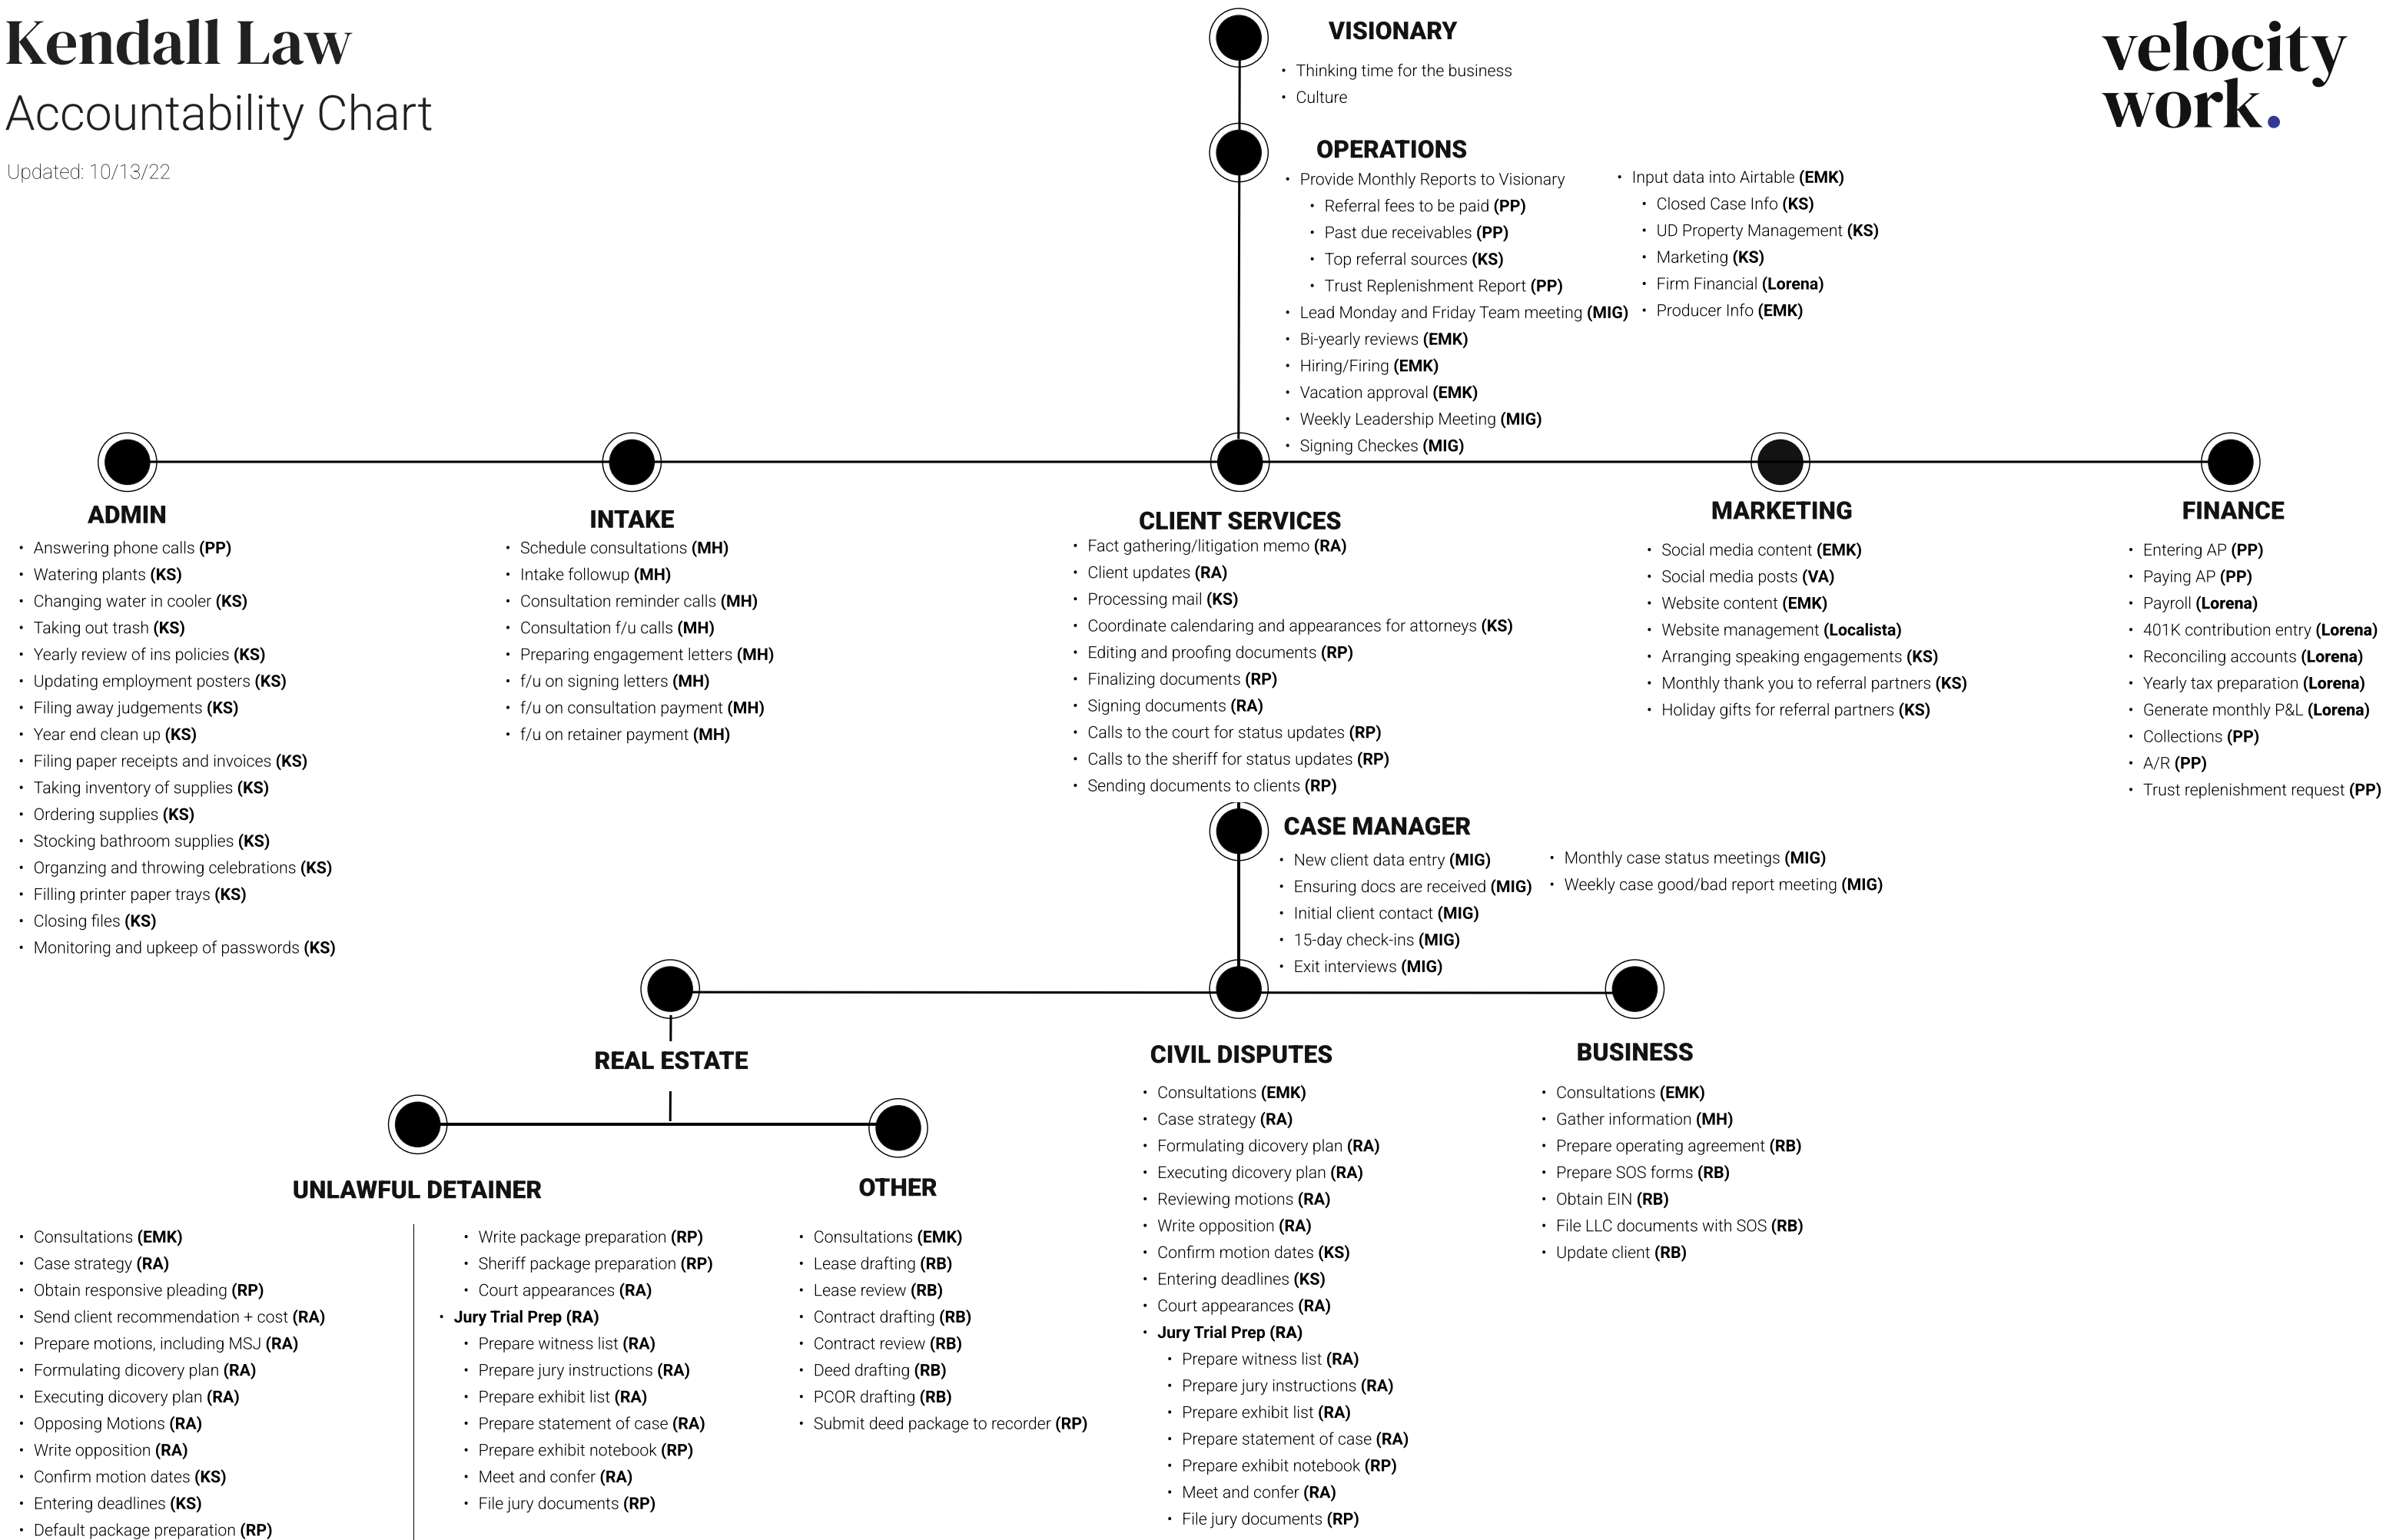 Kendall Law
Accountability Chart
Updated: 10/13/22
velocity
work.
VISIONARY
• Thinking time for the business
• Culture
OPERATIONS
• Provide Monthly Reports to Visionary
• Referral fees to be paid (PP)
• Past due receivables (PP)
• Top referral sources (KS)
• Trust Replenishment Report (PP)
• Lead Monday and Friday Team meeting (MIG)
• Bi-yearly reviews (EMK)
• Hiring/Firing (EMK)
• Vacation approval (EMK)
• Weekly Leadership Meeting (MIG)
• Signing Checkes (MIG)
• Input data into Airtable (EMK)
• Closed Case Info (KS)
• UD Property Management (KS)
• Marketing (KS)
• Firm Financial (Lorena)
• Producer Info (EMK)
ADMIN
• Answering phone calls (PP)
• Watering plants (KS)
• Changing water in cooler (KS)
• Taking out trash (KS)
• Yearly review of ins policies (KS)
• Updating employment posters (KS)
• Filing away judgements (KS)
• Year end clean up (KS)
• Filing paper receipts and invoices (KS)
• Taking inventory of supplies (KS)
• Ordering supplies (KS)
• Stocking bathroom supplies (KS)
• Organzing and throwing celebrations (KS)
• Filling printer paper trays (KS)
• Closing files (KS)
• Monitoring and upkeep of passwords (KS)
INTAKE
• Schedule consultations (MH)
• Intake followup (MH)
• Consultation reminder calls (MH)
• Consultation f/u calls (MH)
• Preparing engagement letters (MH)
• f/u on signing letters (MH)
• f/u on consultation payment (MH)
• f/u on retainer payment (MH)
CLIENT SERVICES
• Fact gathering/litigation memo (RA)
• Client updates (RA)
• Processing mail (KS)
• Coordinate calendaring and appearances for attorneys (KS)
• Editing and proofing documents (RP)
• Finalizing documents (RP)
• Signing documents (RA)
• Calls to the court for status updates (RP)
• Calls to the sheriff for status updates (RP)
• Sending documents to clients (RP)
MARKETING
• Social media content (EMK)
• Social media posts (VA)
• Website content (EMK)
• Website management (Localista)
• Arranging speaking engagements (KS)
• Monthly thank you to referral partners (KS)
• Holiday gifts for referral partners (KS)
FINANCE
• Entering AP (PP)
• Paying AP (PP)
• Payroll (Lorena)
• 401K contribution entry (Lorena)
• Reconciling accounts (Lorena)
• Yearly tax preparation (Lorena)
• Generate monthly P&L (Lorena)
• Collections (PP)
• A/R (PP)
• Trust replenishment request (PP)
CASE MANAGER
• New client data entry (MIG)
• Ensuring docs are received (MIG)
• Initial client contact (MIG)
• 15-day check-ins (MIG)
• Exit interviews (MIG)
• Monthly case status meetings (MIG)
• Weekly case good/bad report meeting (MIG)
REAL ESTATE
UNLAWFUL DETAINER
• Consultations (EMK)
• Case strategy (RA)
• Obtain responsive pleading (RP)
• Send client recommendation + cost (RA)
• Prepare motions, including MSJ (RA)
• Formulating dicovery plan (RA)
• Executing dicovery plan (RA)
• Opposing Motions (RA)
• Write opposition (RA)
• Confirm motion dates (KS)
• Entering deadlines (KS)
• Default package preparation (RP)
• Write package preparation (RP)
• Sheriff package preparation (RP)
• Court appearances (RA)
• Jury Trial Prep (RA)
• Prepare witness list (RA)
• Prepare jury instructions (RA)
• Prepare exhibit list (RA)
• Prepare statement of case (RA)
• Prepare exhibit notebook (RP)
• Meet and confer (RA)
• File jury documents (RP)
OTHER
• Consultations (EMK)
• Lease drafting (RB)
• Lease review (RB)
• Contract drafting (RB)
• Contract review (RB)
• Deed drafting (RB)
• PCOR drafting (RB)
• Submit deed package to recorder (RP)
CIVIL DISPUTES
• Consultations (EMK)
• Case strategy (RA)
• Formulating dicovery plan (RA)
• Executing dicovery plan (RA)
• Reviewing motions (RA)
• Write opposition (RA)
• Confirm motion dates (KS)
• Entering deadlines (KS)
• Court appearances (RA)
• Jury Trial Prep (RA)
• Prepare witness list (RA)
• Prepare jury instructions (RA)
• Prepare exhibit list (RA)
• Prepare statement of case (RA)
• Prepare exhibit notebook (RP)
• Meet and confer (RA)
• File jury documents (RP)
BUSINESS
• Consultations (EMK)
• Gather information (MH)
• Prepare operating agreement (RB)
• Prepare SOS forms (RB)
• Obtain EIN (RB)
• File LLC documents with SOS (RB)
• Update client (RB)